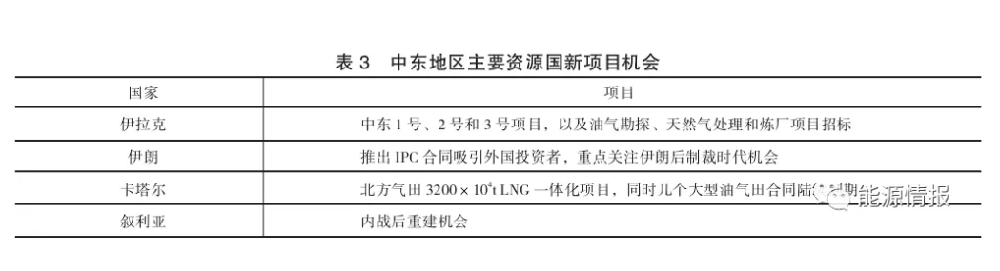 表 3 中东地区主要资源国新项目机会
国家 项目
伊拉克 中东 1 号、2 号和 3 号项目，以及油气勘探、天然气处理和炼厂项目招标
伊朗 推出 IPC 合同吸引外国投资者，重点关注伊朗后制裁时代机会
卡塔尔 北方气田 3200 × 10⁴t LNG 一体化项目，同时几个大型油气田合同陆 期
叙利亚 内战后重建机会
能源情报